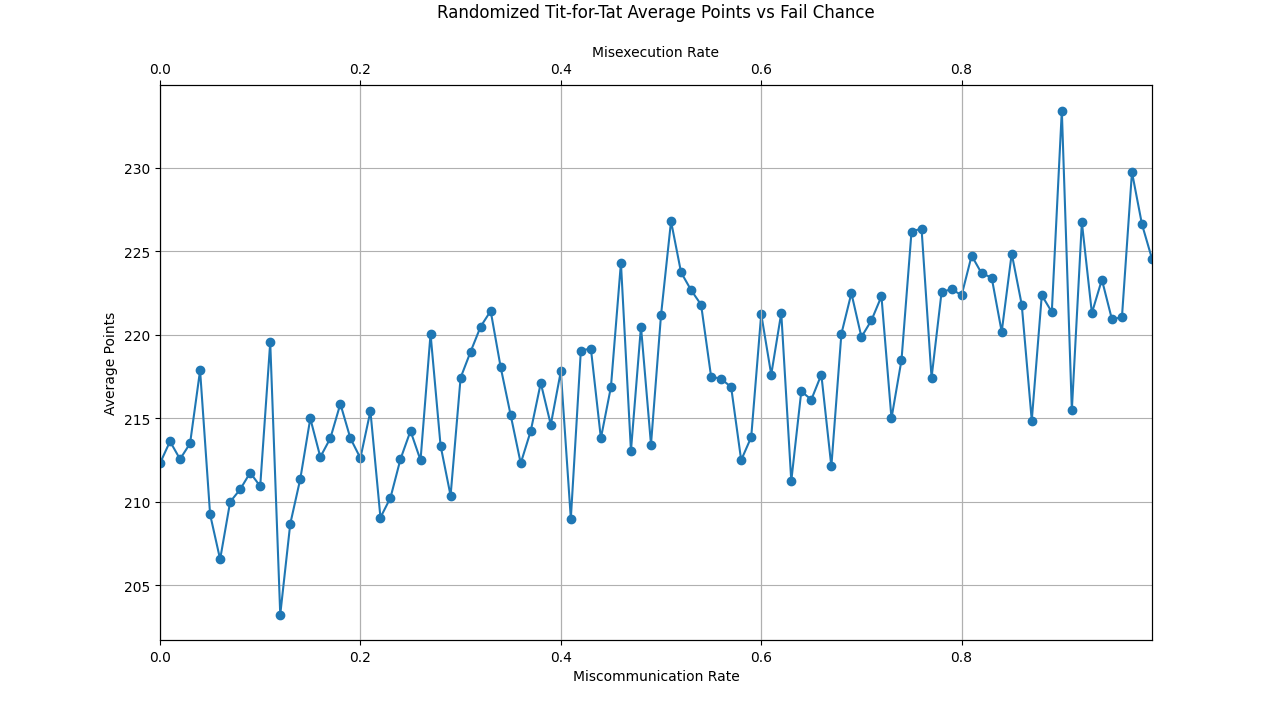 Randomized Tit-for-Tat Average Points vs Fail Chance
Misexecution Rate
0.0 0.2 0.4 0.6 0.8
230
225
220
215
210
205
Average Points
0.0 0.2 0.4 0.6 0.8
Miscommunication Rate